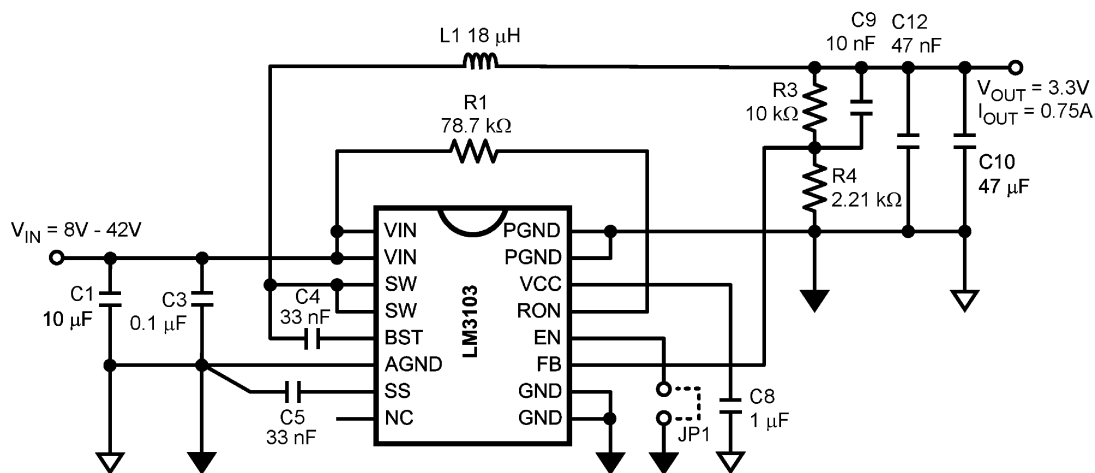 C9 C12
10 nF 47 nF
L1 18 μH
R3
10 kΩ
VOUT = 3.3V
IOUT = 0.75A
R1
78.7 kΩ
C10
47 μF
R4
2.21 kΩ
VIN = 8V - 42V
VIN
VIN
SW
SW
BST
AGND
SS
NC
LM3103
PGND
PGND
VCC
RON
EN
FB
GND
GND
C1
10 μF
C3
0.1 μF
C4
33 nF
C5
33 nF
JP1
C8
1 μF